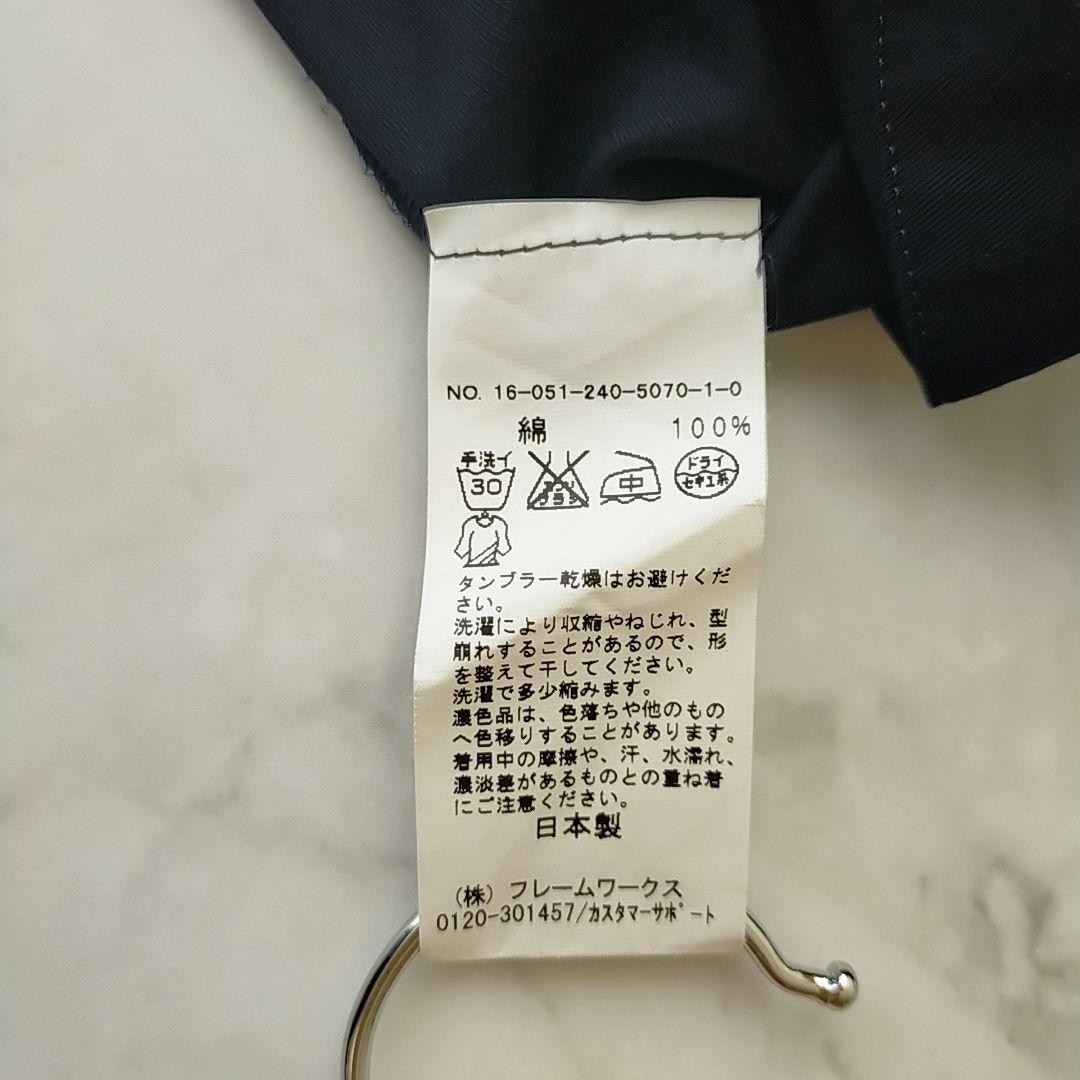 NO. 16-051-240-5070-1-0
綿 100%
手洗イ 30 エンソ サラシ 中 ドライ セキユ系
タンブラー乾燥はお避けくだ
さい。
洗濯により収縮やねじれ、型
崩れすることがあるので、形
を整えて干してください。
洗濯で多少縮みます。
濃色品は、色落ちや他のもの
へ色移りすることがあります。
着用中の摩擦や、汗、水濡れ、
濃淡差があるものとの重ね着
にご注意ください。
日本製
(株) フレームワークス
0120-301457/カスタマーサポート